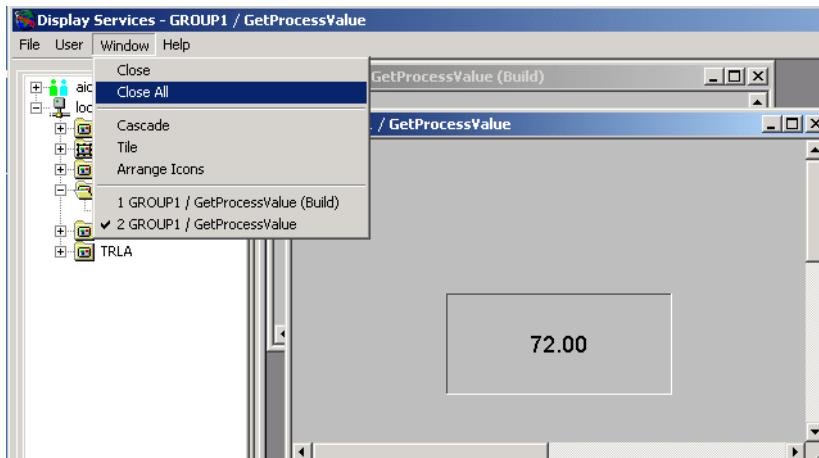 Display Services - GROUP1 / GetProcessValue
File User Window Help
Close
Close All
Cascade
Tile
Arrange Icons
1 GROUP1 / GetProcessValue (Build)
2 GROUP1 / GetProcessValue
GetProcessValue (Build)
/ GetProcessValue
aic
loc
TRLA
72.00